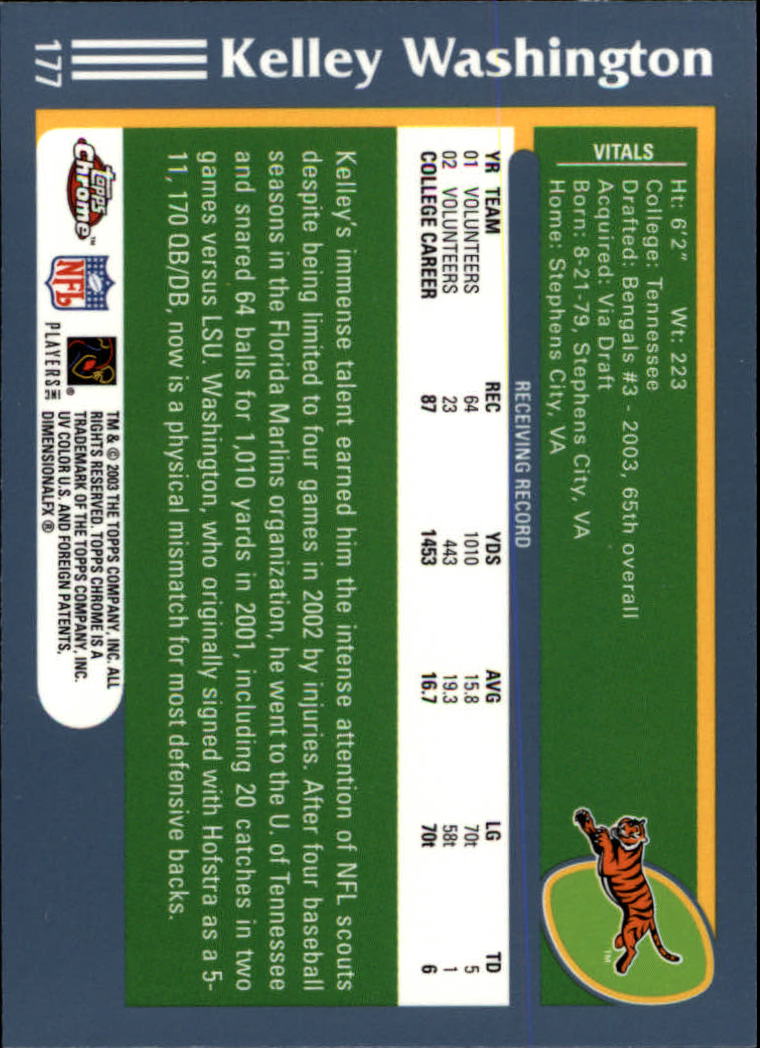 177 Kelley Washington
VITALS
Ht: 6'2" Wt: 223
College: Tennessee
Drafted: Bengals #3 - 2003, 65th overall
Acquired: Via Draft
Born: 8-21-79, Stephens City, VA
Home: Stephens City, VA
TM
RECEIVING RECORD
YR TEAM REC YDS AVG LG TD
01 VOLUNTEERS 64 1010 15.8 70t 5
02 VOLUNTEERS 23 443 19.3 58t 1
COLLEGE CAREER 87 1453 16.7 70t 6
Kelley's immense talent earned him the intense attention of NFL scouts
despite being limited to four games in 2002 by injuries. After four baseball
seasons in the Florida Marlins organization, he went to the U. of Tennessee
and snared 64 balls for 1,010 yards in 2001, including 20 catches in two
games versus LSU. Washington, who originally signed with Hofstra as a 5-
11, 170 QB/DB, now is a physical mismatch for most defensive backs.
Topps Chrome™
NFL
PLAYERS INC ®
TM & © 2003 THE TOPPS COMPANY, INC. ALL
RIGHTS RESERVED. TOPPS CHROME IS A
TRADEMARK OF THE TOPPS COMPANY, INC.
UV COLOR U.S. AND FOREIGN PATENTS.
DIMENSIONALFX ®